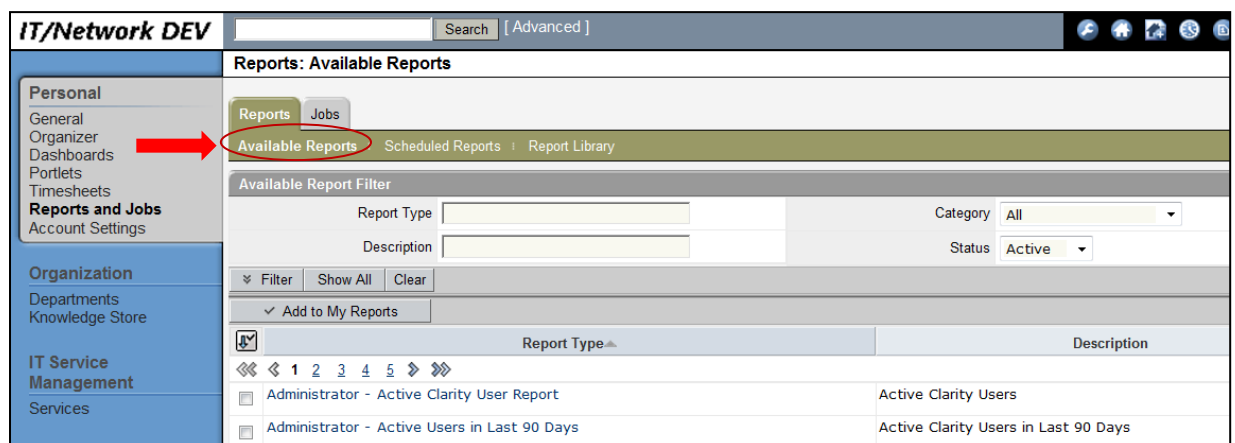 IT/Network DEV
Search [ Advanced ]
Reports: Available Reports
Personal
General
Organizer
Dashboards
Portlets
Timesheets
Reports and Jobs
Account Settings
Organization
Departments
Knowledge Store
IT Service
Management
Services
Reports Jobs
Available Reports Scheduled Reports Report Library
Available Report Filter
Report Type Category All
Description Status Active
Filter Show All Clear
Add to My Reports
Report Type Description
1 2 3 4 5
Administrator - Active Clarity User Report Active Clarity Users
Administrator - Active Users in Last 90 Days Active Clarity Users in Last 90 Days